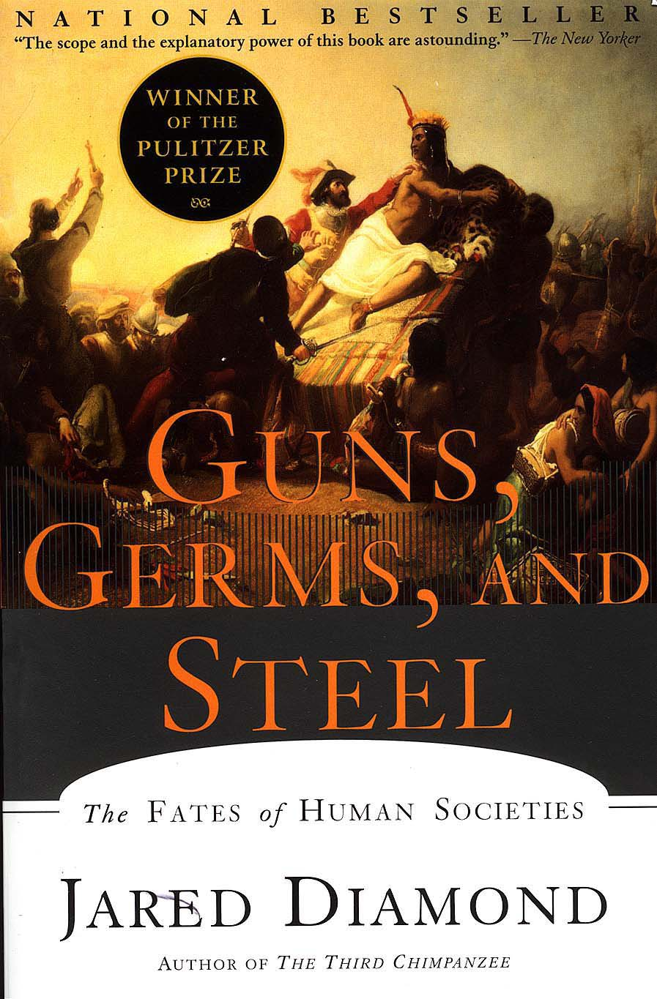 NATIONAL BESTSELLER
“The scope and the explanatory power of this book are astounding.” —The New Yorker
WINNER
OF THE
PULITZER
PRIZE
GUNS,
GERMS, AND
STEEL
The FATES of HUMAN SOCIETIES
JARED DIAMOND
AUTHOR OF THE THIRD CHIMPANZEE